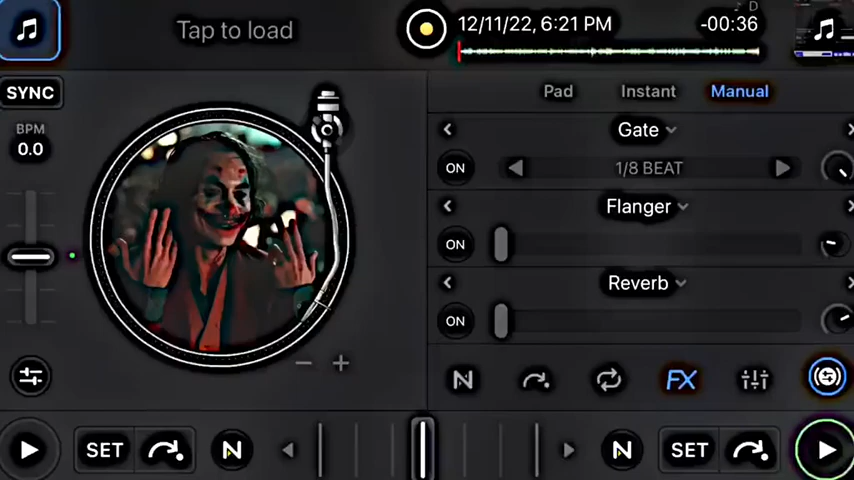 Tap to load
12/11/22, 6:21 PM
-00:36
D
SYNC
BPM
0.0
Pad
Instant
Manual
Gate
ON
1/8 BEAT
Flanger
ON
Reverb
ON
N
FX
SET
N
N
SET